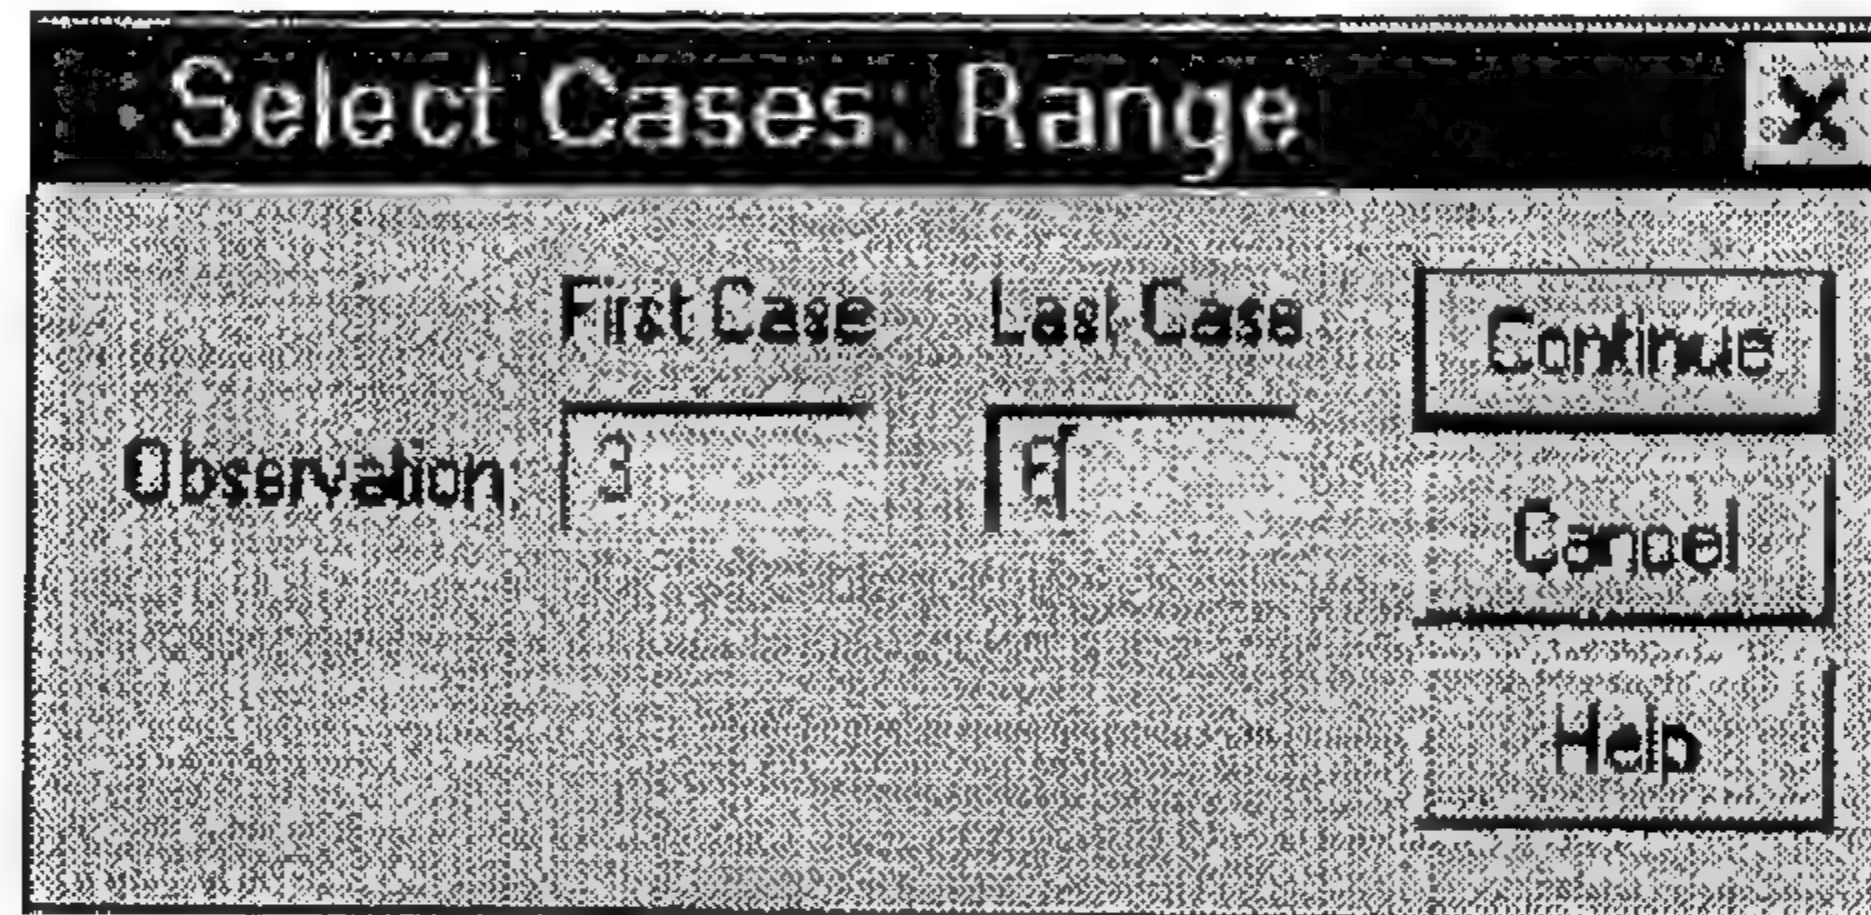 Select Cases: Range
First Case Last Case Continue
Observation: 3
Cancel
Help